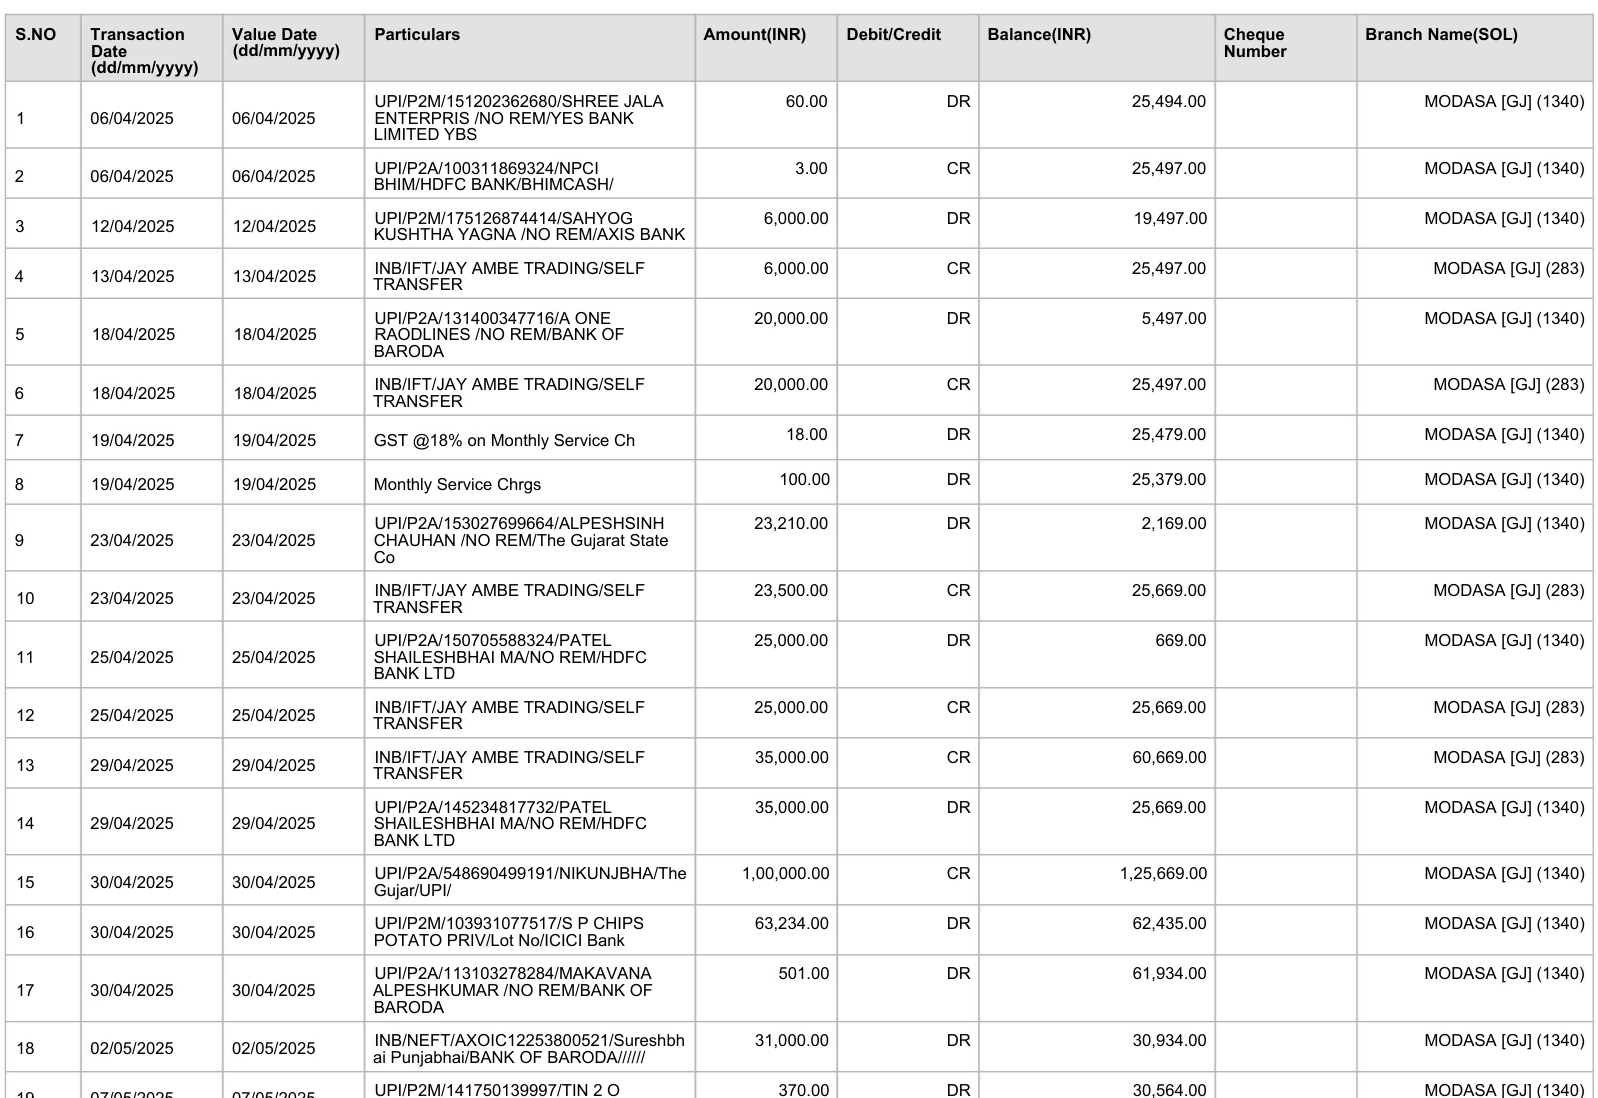 S.NO Transaction Date (dd/mm/yyyy) Value Date (dd/mm/yyyy) Particulars Amount(INR) Debit/Credit Balance(INR) Cheque Number Branch Name(SOL)
1 06/04/2025 06/04/2025 UPI/P2M/151202362680/SHREE JALA ENTERPRIS /NO REM/YES BANK LIMITED YBS 60.00 DR 25,494.00 MODASA [GJ] (1340)
2 06/04/2025 06/04/2025 UPI/P2A/100311869324/NPCI BHIM/HDFC BANK/BHIMCASH/ 3.00 CR 25,497.00 MODASA [GJ] (1340)
3 12/04/2025 12/04/2025 UPI/P2M/175126874414/SAHYOG KUSHTHA YAGNA /NO REM/AXIS BANK 6,000.00 DR 19,497.00 MODASA [GJ] (1340)
4 13/04/2025 13/04/2025 INB/IFT/JAY AMBE TRADING/SELF TRANSFER 6,000.00 CR 25,497.00 MODASA [GJ] (283)
5 18/04/2025 18/04/2025 UPI/P2A/131400347716/A ONE RAODLINES /NO REM/BANK OF BARODA 20,000.00 DR 5,497.00 MODASA [GJ] (1340)
6 18/04/2025 18/04/2025 INB/IFT/JAY AMBE TRADING/SELF TRANSFER 20,000.00 CR 25,497.00 MODASA [GJ] (283)
7 19/04/2025 19/04/2025 GST @18% on Monthly Service Ch 18.00 DR 25,479.00 MODASA [GJ] (1340)
8 19/04/2025 19/04/2025 Monthly Service Chrgs 100.00 DR 25,379.00 MODASA [GJ] (1340)
9 23/04/2025 23/04/2025 UPI/P2A/153027699664/ALPESHSINH CHAUHAN /NO REM/The Gujarat State Co 23,210.00 DR 2,169.00 MODASA [GJ] (1340)
10 23/04/2025 23/04/2025 INB/IFT/JAY AMBE TRADING/SELF TRANSFER 23,500.00 CR 25,669.00 MODASA [GJ] (283)
11 25/04/2025 25/04/2025 UPI/P2A/150705588324/PATEL SHAILESHBHAI MA/NO REM/HDFC BANK LTD 25,000.00 DR 669.00 MODASA [GJ] (1340)
12 25/04/2025 25/04/2025 INB/IFT/JAY AMBE TRADING/SELF TRANSFER 25,000.00 CR 25,669.00 MODASA [GJ] (283)
13 29/04/2025 29/04/2025 INB/IFT/JAY AMBE TRADING/SELF TRANSFER 35,000.00 CR 60,669.00 MODASA [GJ] (283)
14 29/04/2025 29/04/2025 UPI/P2A/145234817732/PATEL SHAILESHBHAI MA/NO REM/HDFC BANK LTD 35,000.00 DR 25,669.00 MODASA [GJ] (1340)
15 30/04/2025 30/04/2025 UPI/P2A/548690499191/NIKUNJBHA/The Gujar/UPI/ 1,00,000.00 CR 1,25,669.00 MODASA [GJ] (1340)
16 30/04/2025 30/04/2025 UPI/P2M/103931077517/S P CHIPS POTATO PRIV/Lot No/ICICI Bank 63,234.00 DR 62,435.00 MODASA [GJ] (1340)
17 30/04/2025 30/04/2025 UPI/P2A/113103278284/MAKAVANA ALPESHKUMAR /NO REM/BANK OF BARODA 501.00 DR 61,934.00 MODASA [GJ] (1340)
18 02/05/2025 02/05/2025 INB/NEFT/AXOIC12253800521/Sureshbh ai Punjabhai/BANK OF BARODA////// 31,000.00 DR 30,934.00 MODASA [GJ] (1340)
19 07/05/2025 07/05/2025 UPI/P2M/141750139997/TIN 2 O 370.00 DR 30,564.00 MODASA [GJ] (1340)